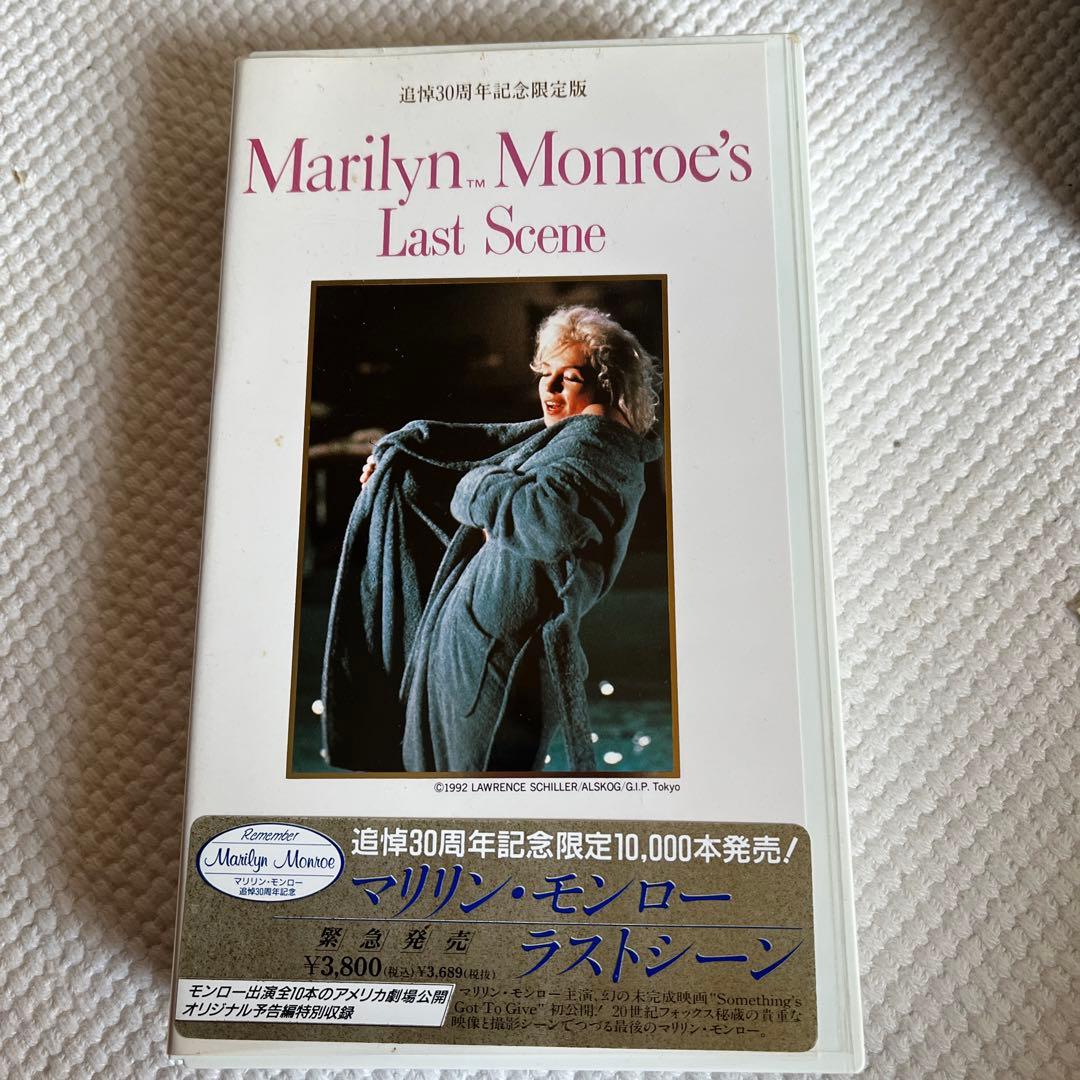 追悼30周年記念限定版
Marilyn™ Monroe's
Last Scene
©1992 LAWRENCE SCHILLER/ALSKOG/G.I.P. Tokyo
Remember
Marilyn Monroe
マリリン・モンロー
追悼30周年記念
追悼30周年記念限定10,000本発売!
マリリン・モンロー
ラストシーン
緊急発売
¥3,800(税込)¥3,689(税抜)
モンロー出演全10本のアメリカ劇場公開
オリジナル予告編特別収録
マリリン・モンロー主演、幻の未完成映画"Something's
Got To Give" 初公開! 20世紀フォックス秘蔵の貴重な
映像と撮影シーンでつづる最後のマリリン・モンロー。